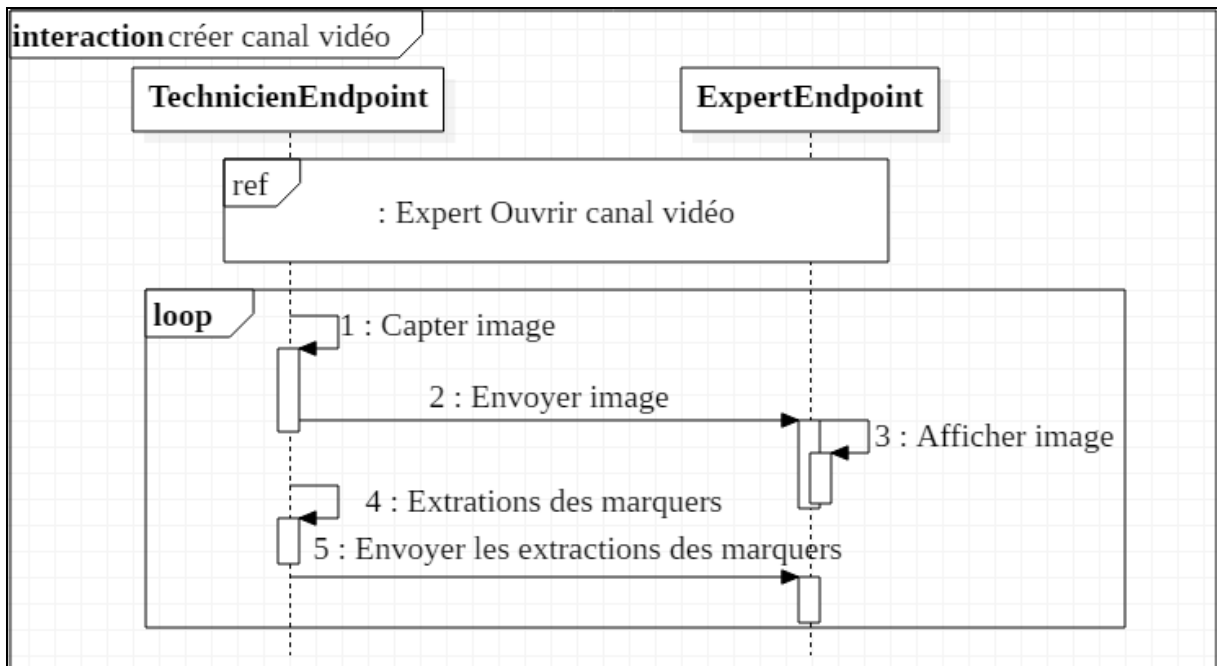 interaction créer canal vidéo
TechnicienEndpoint
ExpertEndpoint
ref
: Expert Ouvrir canal vidéo
loop
1 : Capter image
2 : Envoyer image
3 : Afficher image
4 : Extrations des marquers
5 : Envoyer les extractions des marquers